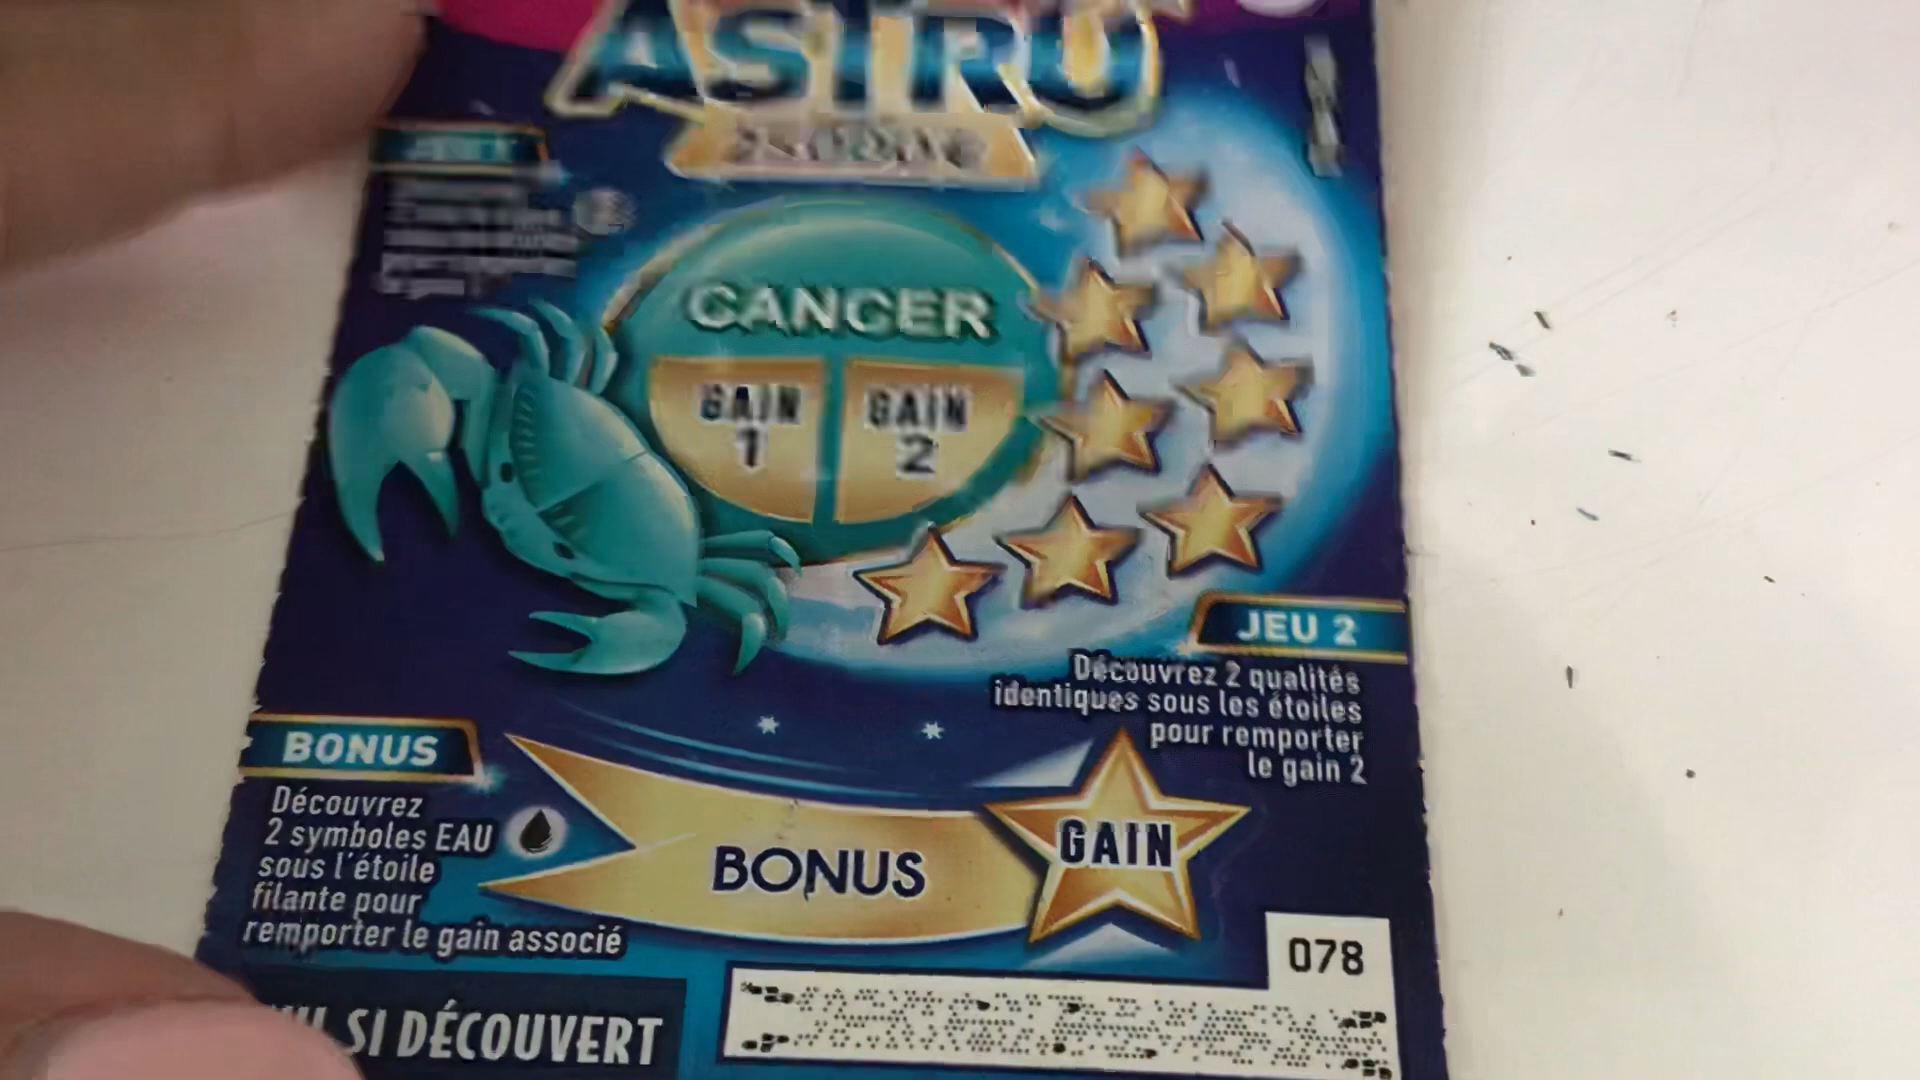 ASTRO
CANCER
GAIN
1
GAIN
2
JEU 2
Découvrez 2 qualités
identiques sous les étoiles
pour remporter
le gain 2
BONUS
Découvrez
2 symboles EAU
sous l'étoile
filante pour
remporter le gain associé
BONUS
GAIN
078
SI DÉCOUVERT